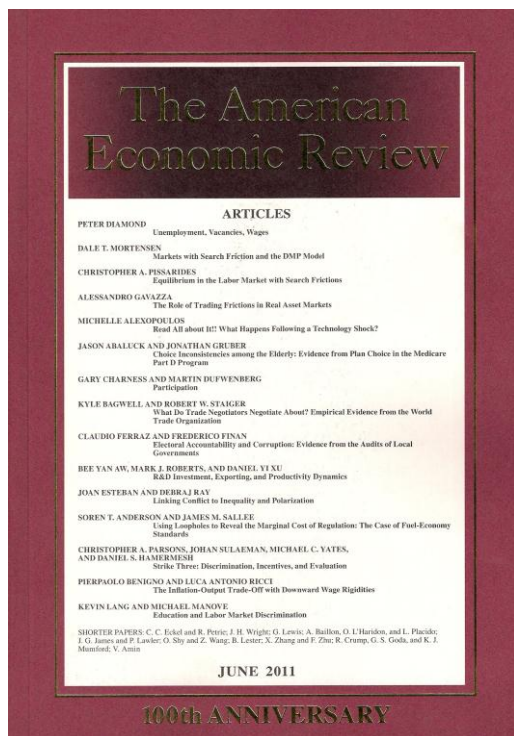 The American
Economic Review
ARTICLES
PETER DIAMOND
Unemployment, Vacancies, Wages
DALE T. MORTENSEN
Markets with Search Friction and the DMP Model
CHRISTOPHER A. PISSARIDES
Equilibrium in the Labor Market with Search Frictions
ALESSANDRO GAVAZZA
The Role of Trading Frictions in Real Asset Markets
MICHELLE ALEXOPOULOS
Read All about It!! What Happens Following a Technology Shock?
JASON ABALUCK AND JONATHAN GRUBER
Choice Inconsistencies among the Elderly: Evidence from Plan Choice in the Medicare
Part D Program
GARY CHARNESS AND MARTIN DUFWENBERG
Participation
KYLE BAGWELL AND ROBERT W. STAIGER
What Do Trade Negotiators Negotiate About? Empirical Evidence from the World
Trade Organization
CLAUDIO FERRAZ AND FREDERICO FINAN
Electoral Accountability and Corruption: Evidence from the Audits of Local
Governments
BEE YAN AW, MARK J. ROBERTS, AND DANIEL YI XU
R&D Investment, Exporting, and Productivity Dynamics
JOAN ESTEBAN AND DEBRAJ RAY
Linking Conflict to Inequality and Polarization
SOREN T. ANDERSON AND JAMES M. SALLEE
Using Loopholes to Reveal the Marginal Cost of Regulation: The Case of Fuel-Economy
Standards
CHRISTOPHER A. PARSONS, JOHAN SULAEMAN, MICHAEL C. YATES,
AND DANIEL S. HAMERMESH
Strike Three: Discrimination, Incentives, and Evaluation
PIERPAOLO BENIGNO AND LUCA ANTONIO RICCI
The Inflation-Output Trade-Off with Downward Wage Rigidities
KEVIN LANG AND MICHAEL MANOVE
Education and Labor Market Discrimination
SHORTER PAPERS: C. C. Eckel and R. Petrie; J. H. Wright; G. Lewis; A. Baillon, O. L'Haridon, and L. Placido;
J. G. James and P. Lawler; O. Shy and Z. Wang; B. Lester; X. Zhang and F. Zhu; R. Crump, G. S. Goda, and K. J.
Mumford; V. Amin
JUNE 2011
100th ANNIVERSARY